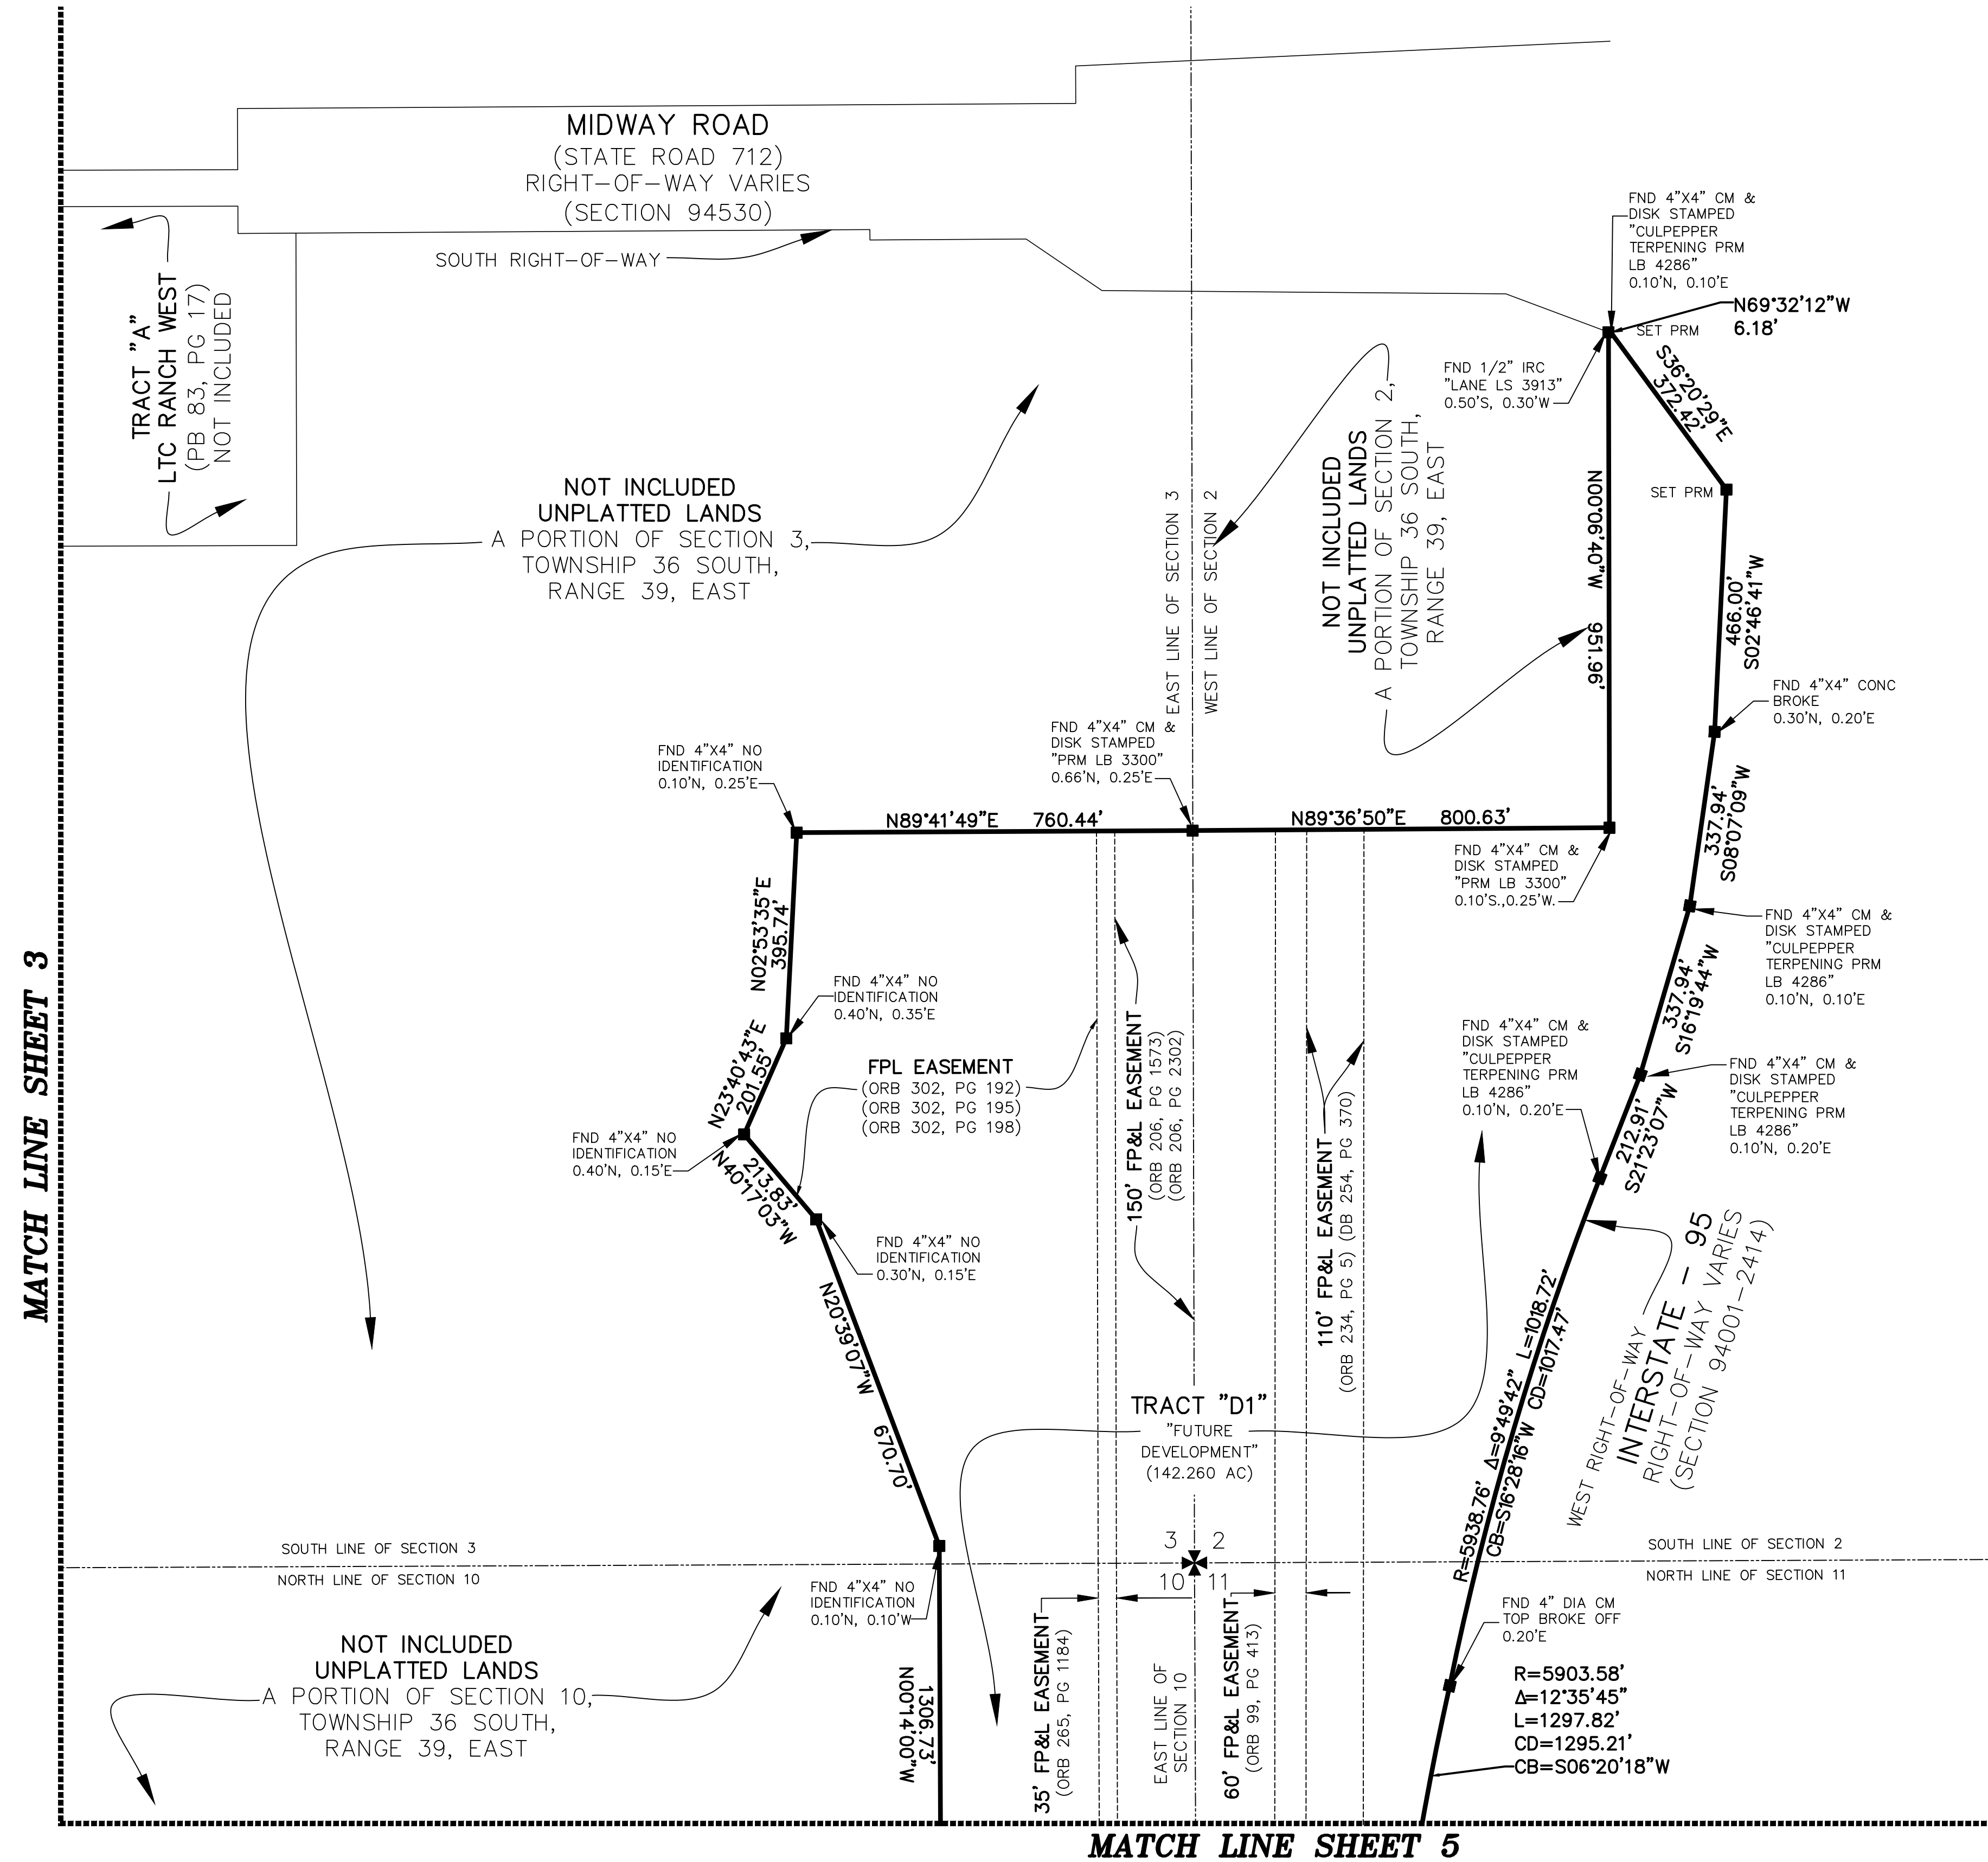 MIDWAY ROAD
(STATE ROAD 712)
RIGHT-OF-WAY VARIES
(SECTION 94530)
SOUTH RIGHT-OF-WAY
TRACT "A"
LTC RANCH WEST
(PB 83, PG 17)
NOT INCLUDED
FND 4"X4" CM &
DISK STAMPED
"CULPEPPER
TERPENING PRM
LB 4286"
0.10'N, 0.10'E
N69°32'12"W
6.18'
SET PRM
FND 1/2" IRC
"LANE LS 3913"
0.50'S, 0.30'W
S36°20'29"E
372.42'
SET PRM
NOT INCLUDED
UNPLATTED LANDS
A PORTION OF SECTION 3,
TOWNSHIP 36 SOUTH,
RANGE 39, EAST
EAST LINE OF SECTION 3
WEST LINE OF SECTION 2
NOT INCLUDED
UNPLATTED LANDS
A PORTION OF SECTION 2,
TOWNSHIP 36 SOUTH,
RANGE 39, EAST
N00°06'40"W 951.96'
466.00'
S02°46'41"W
FND 4"X4" CONC
BROKE
0.30'N, 0.20'E
FND 4"X4" NO
IDENTIFICATION
0.10'N, 0.25'E
FND 4"X4" CM &
DISK STAMPED
"PRM LB 3300"
0.66'N, 0.25'E
N89°41'49"E 760.44'
N89°36'50"E 800.63'
337.94'
S08°07'09"W
FND 4"X4" CM &
DISK STAMPED
"PRM LB 3300"
0.10'S.,0.25'W.
N02°53'35"E
395.74'
FND 4"X4" CM &
DISK STAMPED
"CULPEPPER
TERPENING PRM
LB 4286"
0.10'N, 0.10'E
337.94'
S16°19'44"W
FND 4"X4" NO
IDENTIFICATION
0.40'N, 0.35'E
N23°40'43"E
201.55'
FPL EASEMENT
(ORB 302, PG 192)
(ORB 302, PG 195)
(ORB 302, PG 198)
150' FP&L EASEMENT
(ORB 206, PG 1573)
(ORB 206, PG 2302)
110' FP&L EASEMENT
(ORB 234, PG 5) (DB 254, PG 370)
FND 4"X4" CM &
DISK STAMPED
"CULPEPPER
TERPENING PRM
LB 4286"
0.10'N, 0.20'E
FND 4"X4" CM &
DISK STAMPED
"CULPEPPER
TERPENING PRM
LB 4286"
0.10'N, 0.20'E
212.91'
S21°23'07"W
FND 4"X4" NO
IDENTIFICATION
0.40'N, 0.15'E
213.83'
N40°17'03"W
FND 4"X4" NO
IDENTIFICATION
0.30'N, 0.15'E
N20°39'07"W 670.70'
MATCH LINE SHEET 3
WEST RIGHT-OF-WAY
INTERSTATE - 95
RIGHT-OF-WAY VARIES
(SECTION 94001-2414)
R=5938.76' Δ=9°49'42" L=1018.72'
CB=S16°28'16"W CD=1017.47'
TRACT "D1"
"FUTURE
DEVELOPMENT"
(142.260 AC)
SOUTH LINE OF SECTION 3
NORTH LINE OF SECTION 10
3 2
10 11
SOUTH LINE OF SECTION 2
NORTH LINE OF SECTION 11
FND 4"X4" NO
IDENTIFICATION
0.10'N, 0.10'W
FND 4" DIA CM
TOP BROKE OFF
0.20'E
NOT INCLUDED
UNPLATTED LANDS
A PORTION OF SECTION 10,
TOWNSHIP 36 SOUTH,
RANGE 39, EAST
1306.73'
N00°14'00"W
35' FP&L EASEMENT
(ORB 265, PG 1184)
EAST LINE OF
SECTION 10
60' FP&L EASEMENT
(ORB 99, PG 413)
R=5903.58'
Δ=12°35'45"
L=1297.82'
CD=1295.21'
CB=S06°20'18"W
MATCH LINE SHEET 5